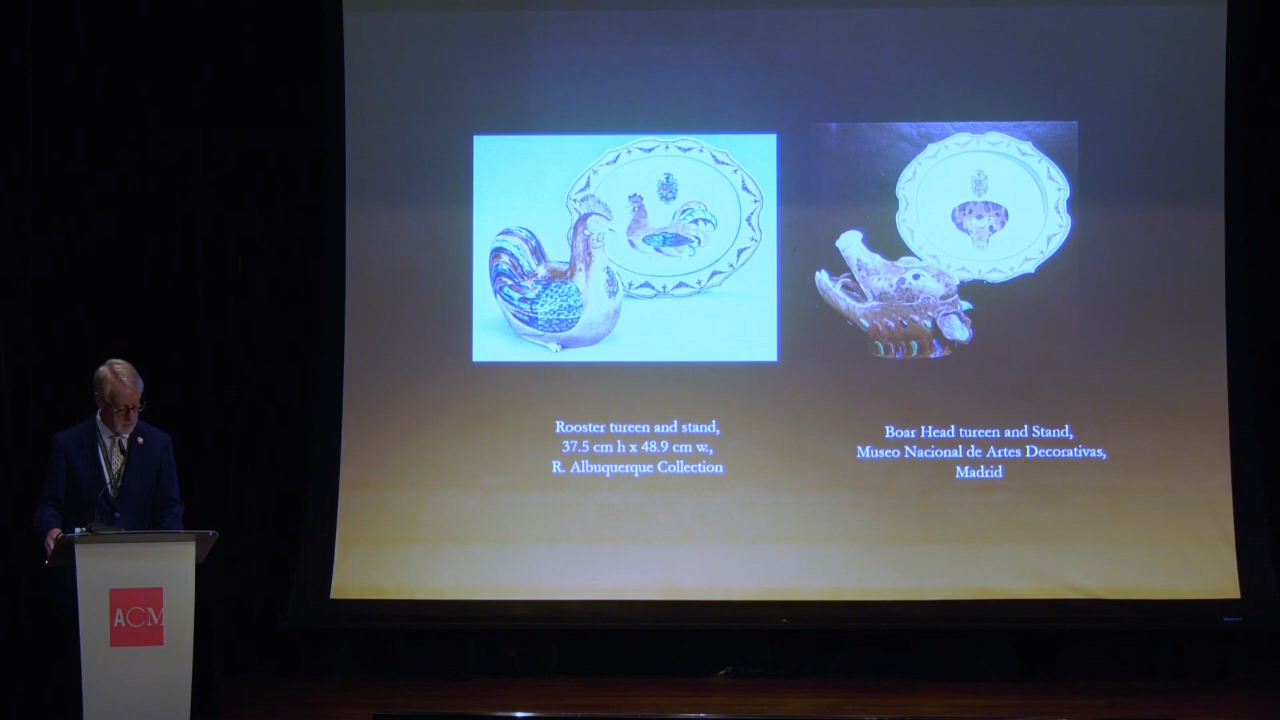 Rooster tureen and stand,
37.5 cm h x 48.9 cm w.,
R. Albuquerque Collection
Boar Head tureen and Stand,
Museo Nacional de Artes Decorativas,
Madrid
ACM